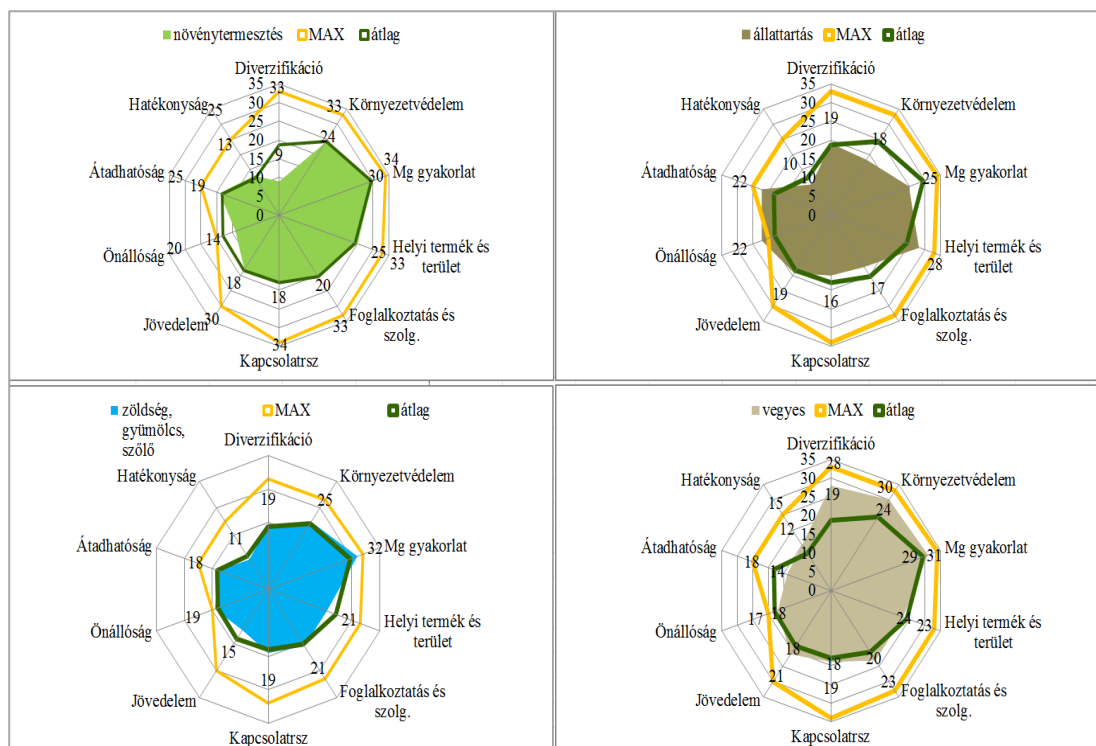 növénytermesztés MAX átlag
Diverzifikáció
Környezetvédelem
Mg gyakorlat
Helyi termék és
terület
Foglalkoztatás és
szolg.
Kapcsolatrsz
Jövedelem
Önállóság
Átadhatóság
Hatékonyság
35
30
25
20
15
10
5
0
33
33
34
33
33
34
30
20
25
25
9
24
30
25
20
18
18
14
19
13
állattartás MAX átlag
Diverzifikáció
Környezetvédelem
Mg gyakorlat
Helyi termék és
terület
Foglalkoztatás és
szolg.
Kapcsolatrsz
Jövedelem
Önállóság
Átadhatóság
Hatékonyság
35
30
25
20
15
10
5
0
19
18
25
28
17
16
19
22
22
10
zöldség,
gyümölcs,
szőlő
MAX átlag
Diverzifikáció
Környezetvédelem
Mg gyakorlat
Helyi termék és
terület
Foglalkoztatás és
szolg.
Kapcsolatrsz
Jövedelem
Önállóság
Átadhatóság
Hatékonyság
19
25
32
21
21
19
15
19
18
11
vegyes MAX átlag
Diverzifikáció
Környezetvédelem
Mg gyakorlat
Helyi termék és
terület
Foglalkoztatás és
szolg.
Kapcsolatrsz
Jövedelem
Önállóság
Átadhatóság
Hatékonyság
35
30
25
20
15
10
5
0
28
30
31
23
23
19
21
17
18
15
19
24
29
24
20
18
18
18
14
12